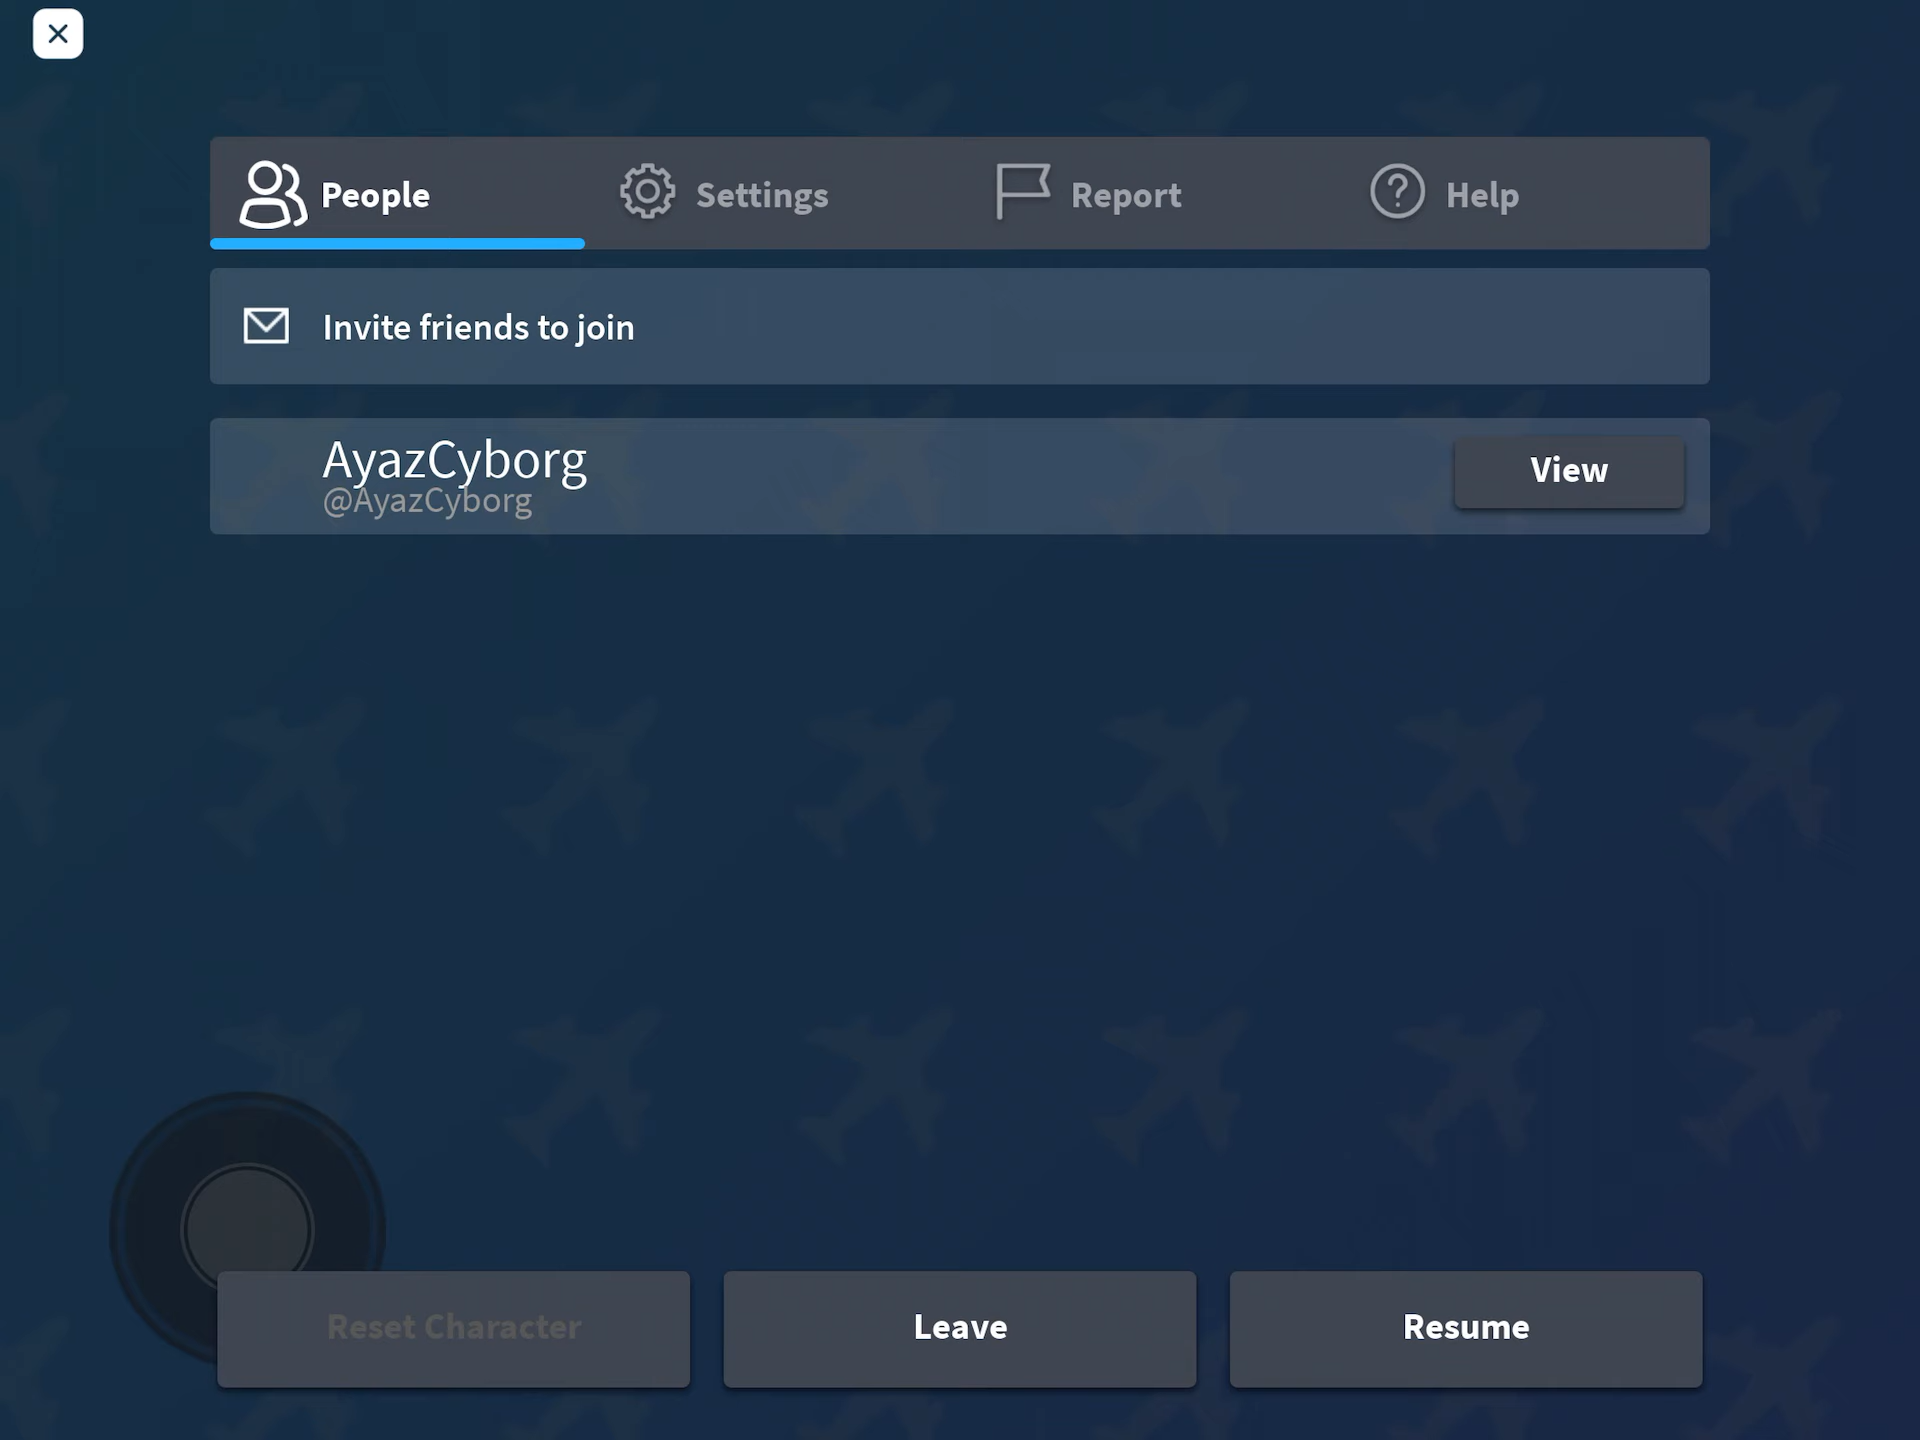 People
Settings
Report
Help
Invite friends to join
AyazCyborg
@AyazCyborg
View
Reset Character
Leave
Resume